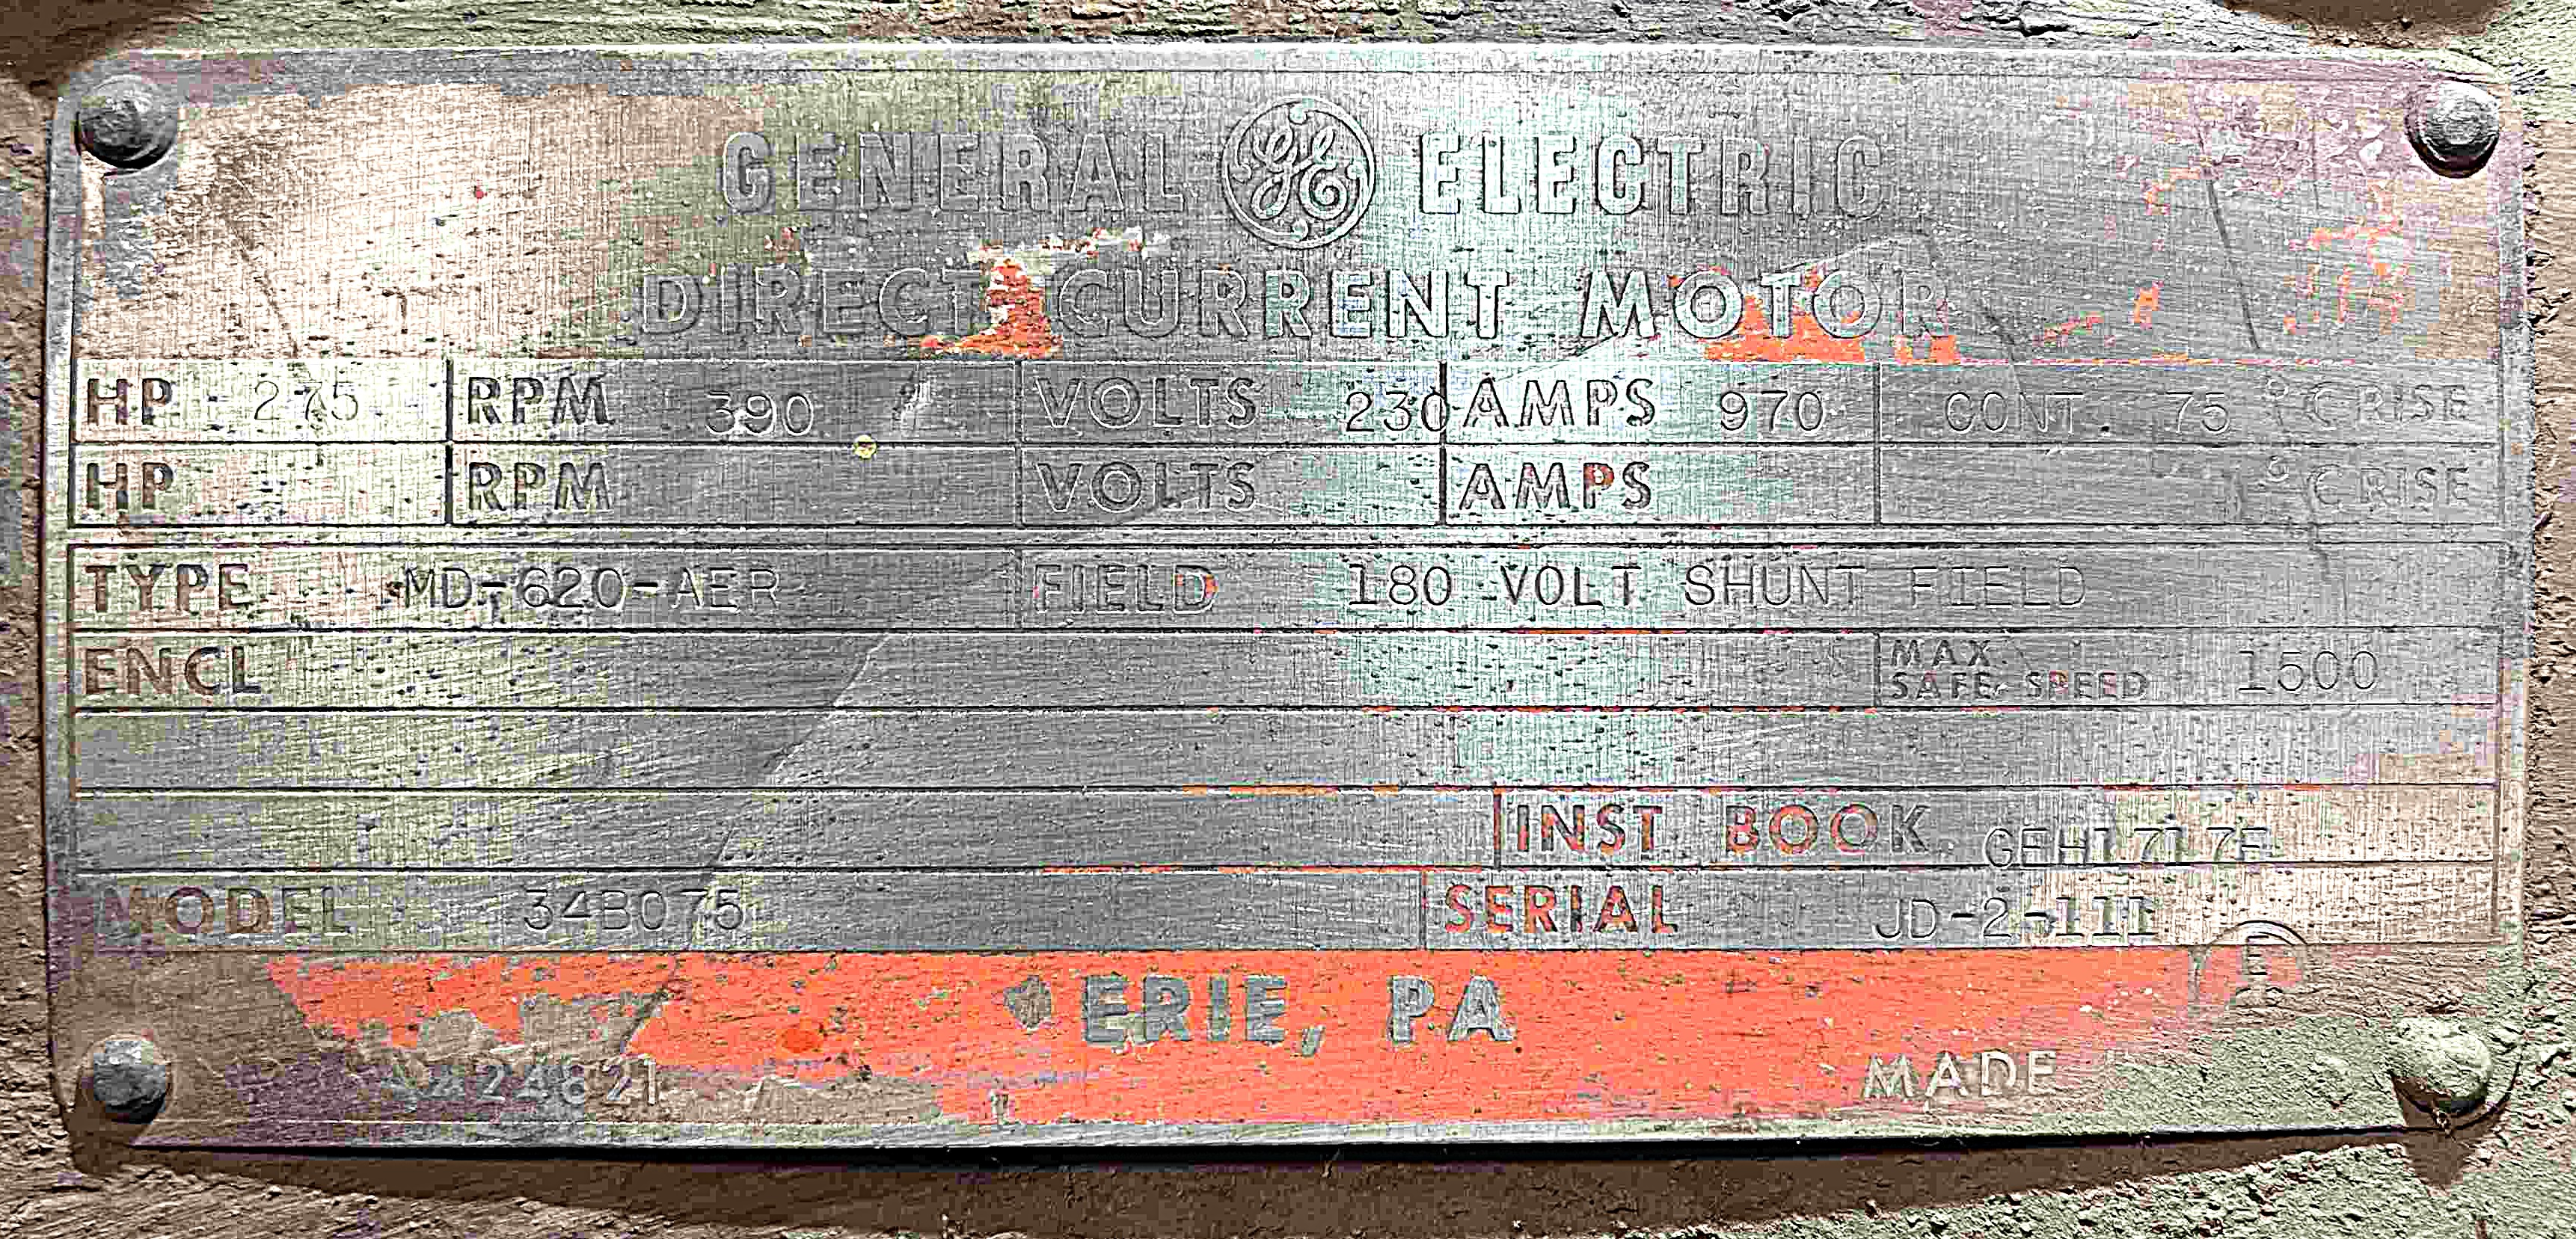 GENERAL GE ELECTRIC
DIRECT CURRENT MOTOR
HP 275 RPM 390 VOLTS 230 AMPS 970 CONT. 75 °C RISE
HP RPM VOLTS AMPS °C RISE
TYPE MD-620-AER FIELD 180 VOLT SHUNT FIELD
ENCL MAX. SAFE SPEED 1500
INST BOOK GEH1717F
MODEL 34B075 SERIAL JD-2-111
ERIE, PA
MADE